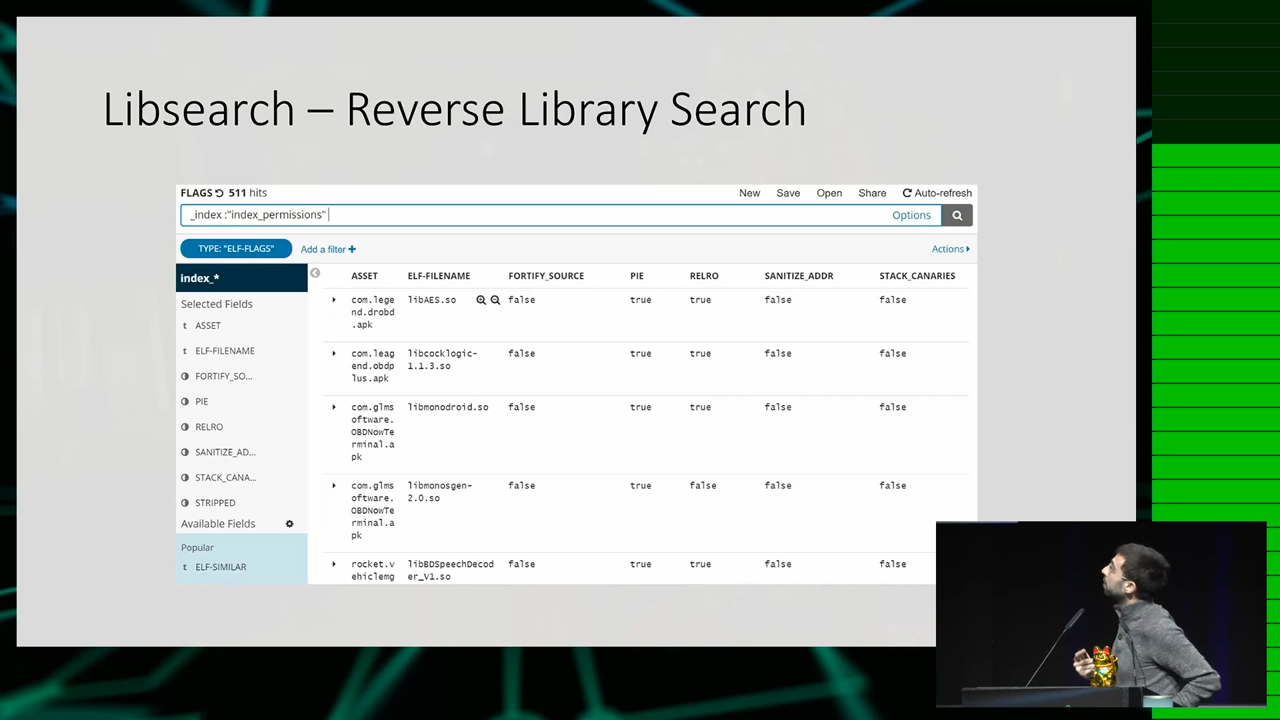 Libsearch – Reverse Library Search
FLAGS 511 hits
New Save Open Share Auto-refresh
_index :"index_permissions"
Options
TYPE: "ELF-FLAGS" Add a filter +
Actions
index_*
ASSET ELF-FILENAME FORTIFY_SOURCE PIE RELRO SANITIZE_ADDR STACK_CANARIES
Selected Fields
t ASSET
t ELF-FILENAME
FORTIFY_SO...
PIE
RELRO
SANITIZE_AD...
STACK_CANA...
STRIPPED
Available Fields
Popular
t ELF-SIMILAR
com.lege libAES.so false true true false false
nd.drobd
.apk
com.leag libcocklogic- false true true false false
end.obdp 1.1.3.so
lus.apk
com.glms libmonodroid.so false true true false false
oftware.
OBDNowTe
rminal.a
pk
com.glms libmonosgen- false true false false false
oftware. 2.0.so
OBDNowTe
rminal.a
pk
rocket.v libBDSpeechDecod false true true false false
ehiclemg er_V1.so